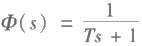 Φ(s) = 1 / (Ts + 1)